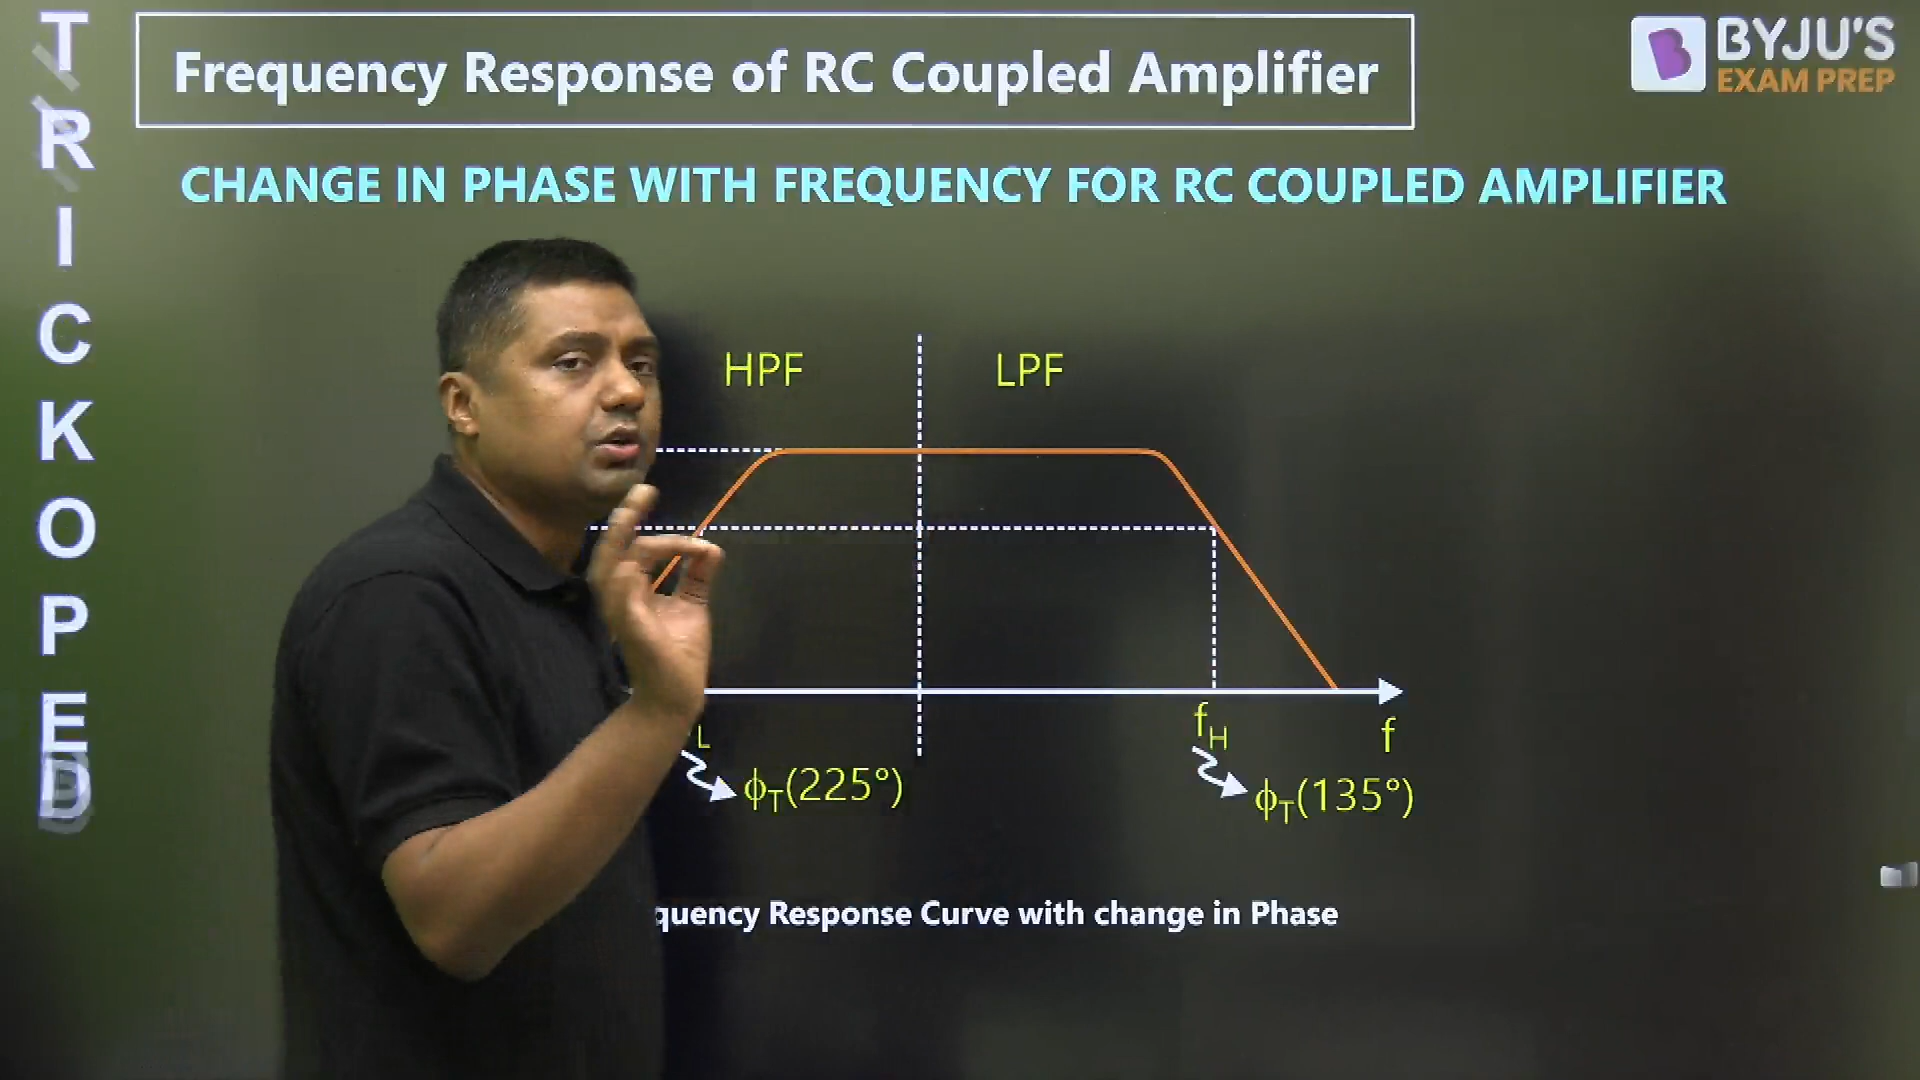 TRICKOPED
Frequency Response of RC Coupled Amplifier
BYJU'S
EXAM PREP
CHANGE IN PHASE WITH FREQUENCY FOR RC COUPLED AMPLIFIER
HPF
LPF
L
fH
f
ϕT(225°)
ϕT(135°)
quency Response Curve with change in Phase